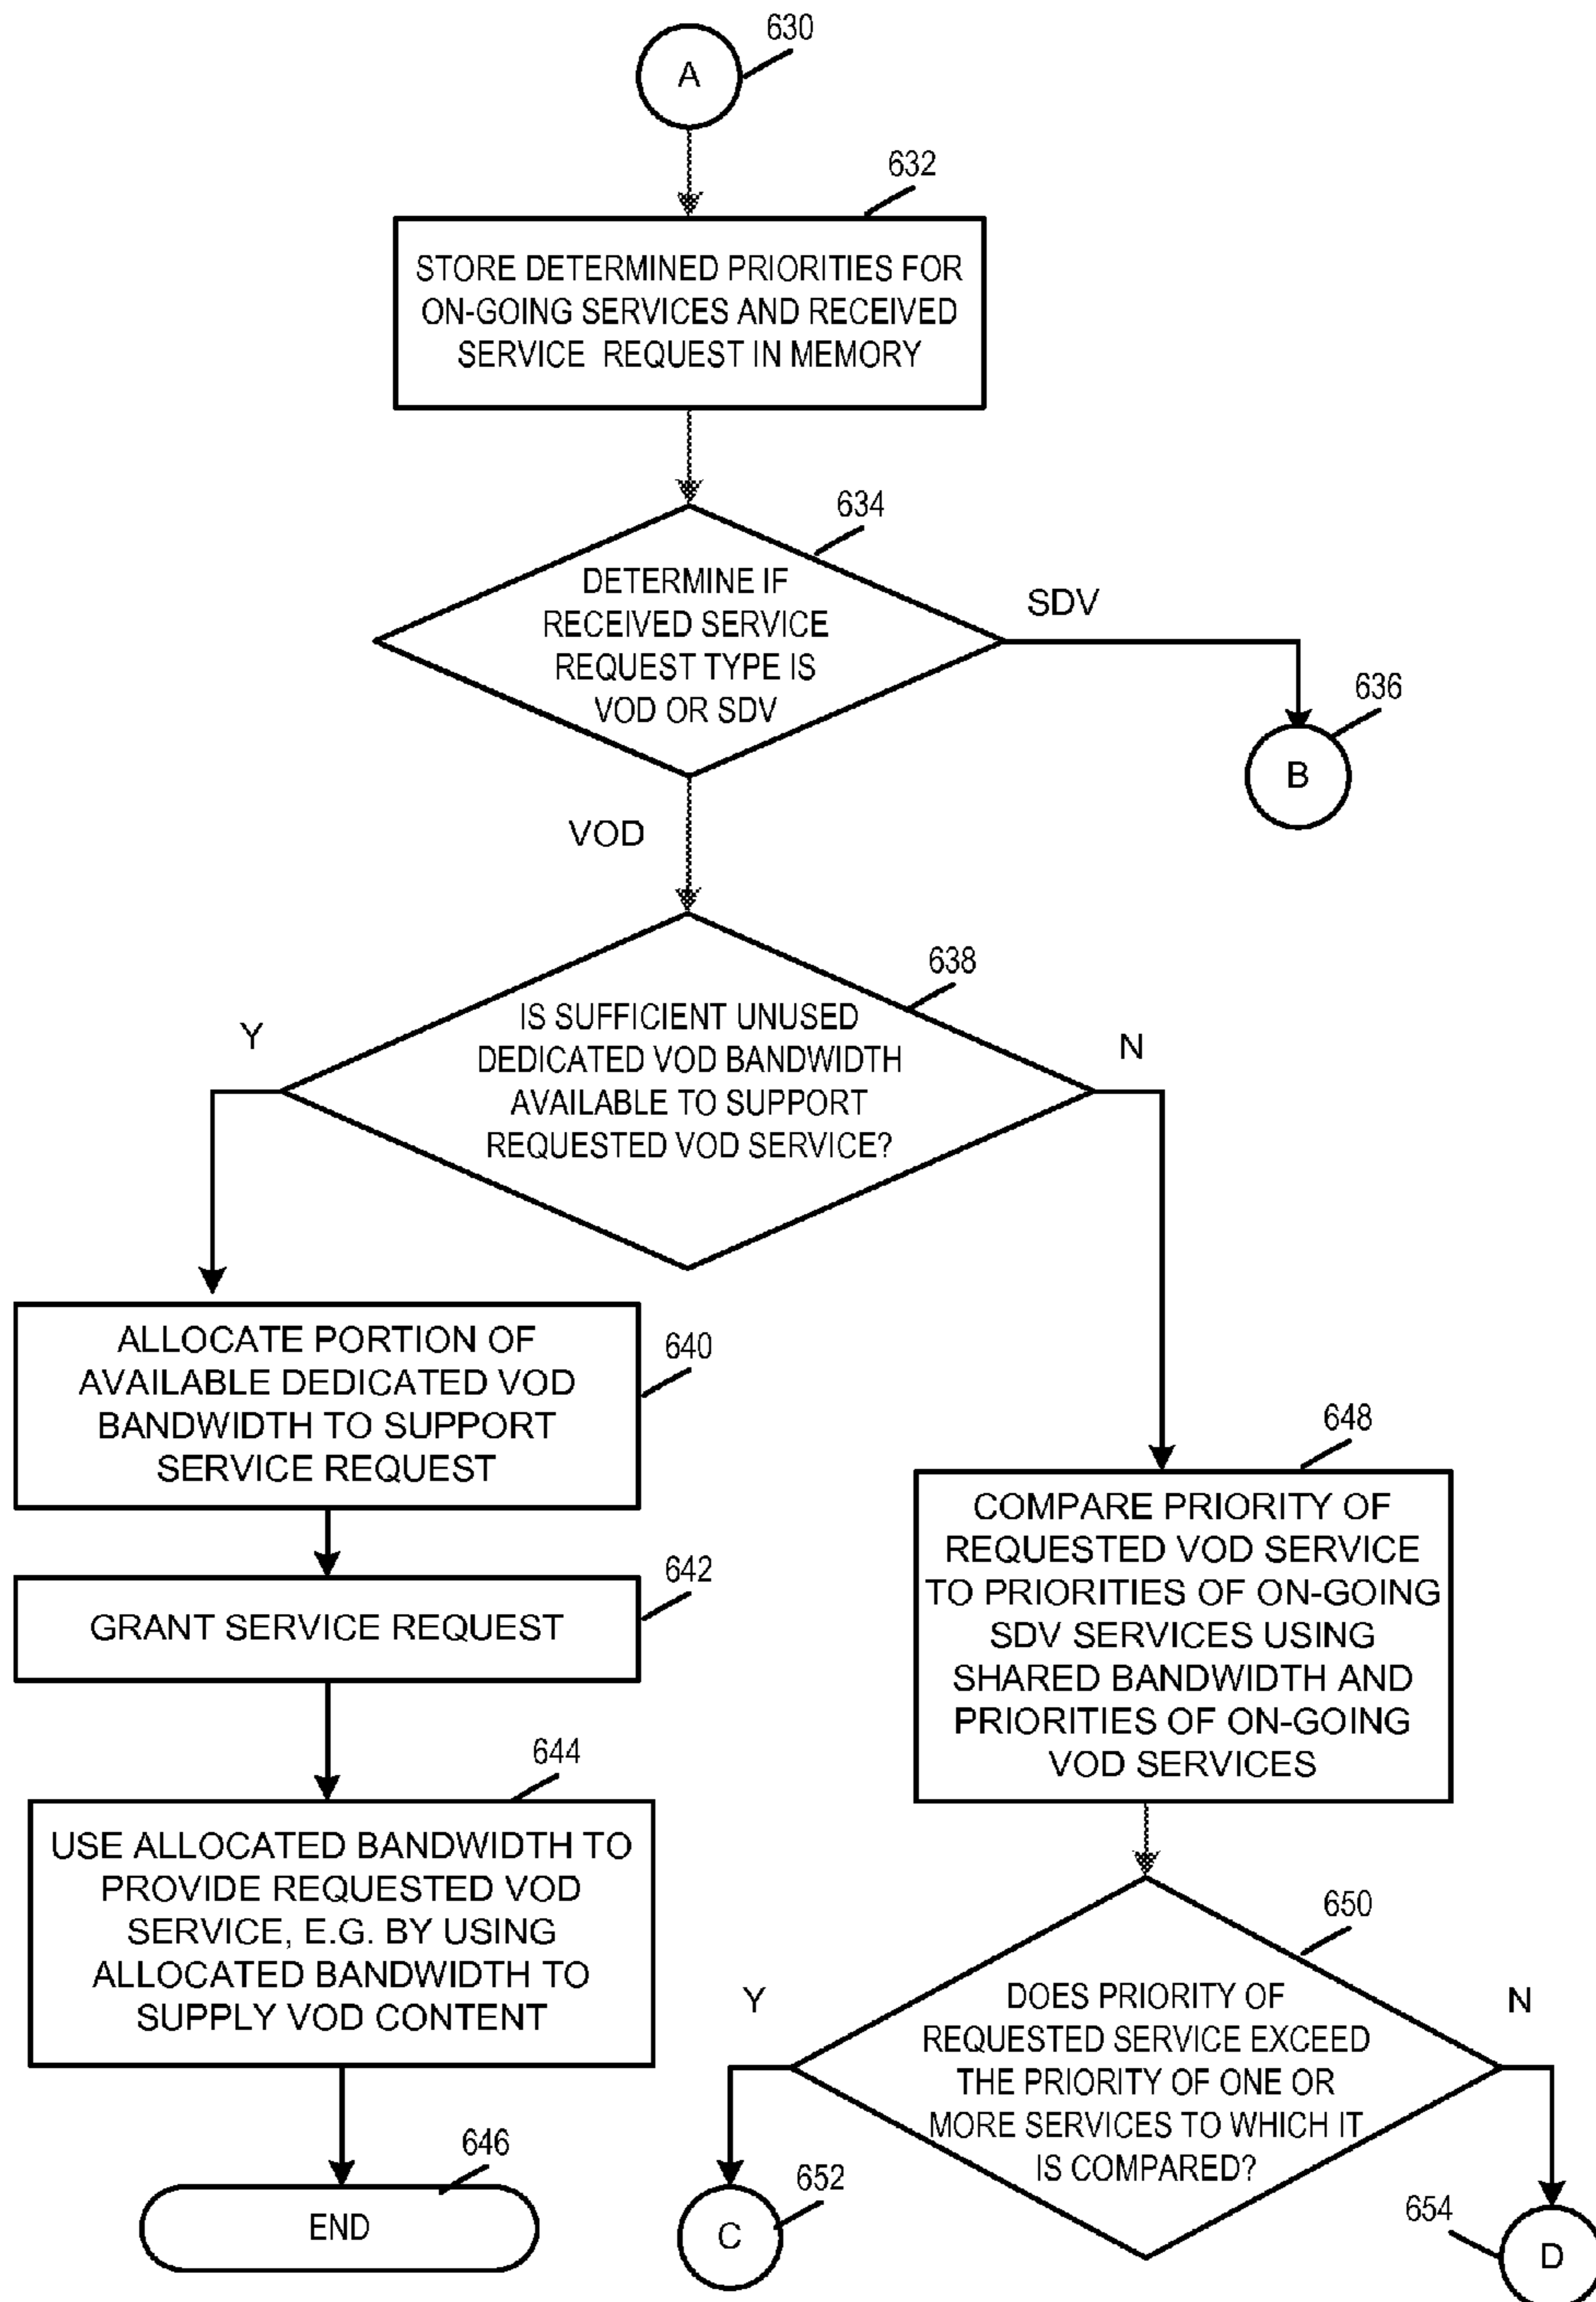 630
A
632
STORE DETERMINED PRIORITIES FOR
ON-GOING SERVICES AND RECEIVED
SERVICE REQUEST IN MEMORY
634
DETERMINE IF
RECEIVED SERVICE
REQUEST TYPE IS
VOD OR SDV
SDV
636
B
VOD
638
IS SUFFICIENT UNUSED
DEDICATED VOD BANDWIDTH
AVAILABLE TO SUPPORT
REQUESTED VOD SERVICE?
Y
N
ALLOCATE PORTION OF
AVAILABLE DEDICATED VOD
BANDWIDTH TO SUPPORT
SERVICE REQUEST
640
GRANT SERVICE REQUEST
642
644
USE ALLOCATED BANDWIDTH TO
PROVIDE REQUESTED VOD
SERVICE, E.G. BY USING
ALLOCATED BANDWIDTH TO
SUPPLY VOD CONTENT
646
END
648
COMPARE PRIORITY OF
REQUESTED VOD SERVICE
TO PRIORITIES OF ON-GOING
SDV SERVICES USING
SHARED BANDWIDTH AND
PRIORITIES OF ON-GOING
VOD SERVICES
650
DOES PRIORITY OF
REQUESTED SERVICE EXCEED
THE PRIORITY OF ONE OR
MORE SERVICES TO WHICH IT
IS COMPARED?
Y
N
652
C
654
D